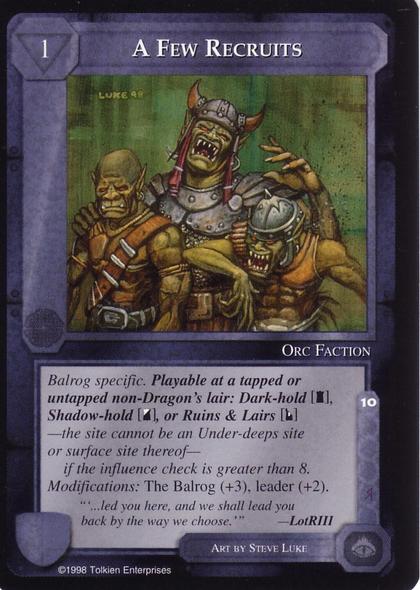 1
A Few Recruits
LUKE 98
Orc Faction
Balrog specific. Playable at a tapped or
untapped non-Dragon's lair: Dark-hold [],
Shadow-hold [], or Ruins & Lairs []
—the site cannot be an Under-deeps site
or surface site thereof—
if the influence check is greater than 8.
Modifications: The Balrog (+3), leader (+2).
"'...led you here, and we shall lead you
back by the way we choose.'" —LotRIII
10
Art by Steve Luke
©1998 Tolkien Enterprises